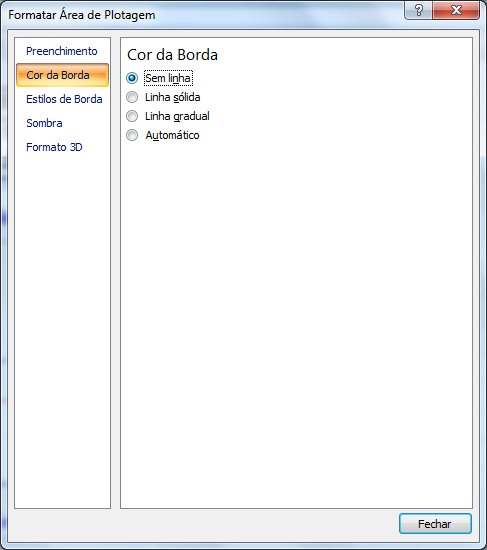 Formatar Área de Plotagem
Preenchimento
Cor da Borda
Estilos de Borda
Sombra
Formato 3D
Cor da Borda
Sem linha
Linha sólida
Linha gradual
Automático
Fechar